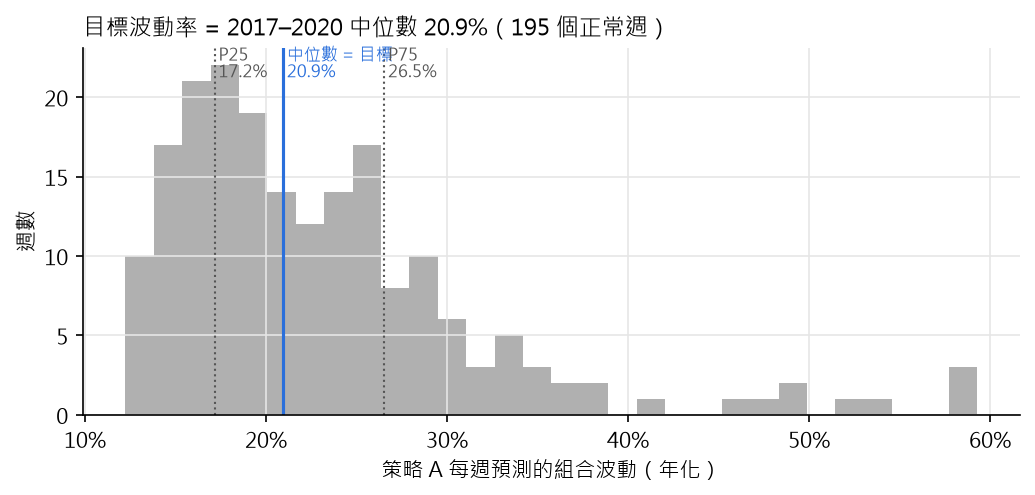 目標波動率 = 2017–2020 中位數 20.9% ( 195 個正常週 )
P25
17.2%
中位數 = 目標
20.9%
P75
26.5%
週數
20
15
10
5
0
10%
20%
30%
40%
50%
60%
策略 A 每週預測的組合波動 ( 年化 )